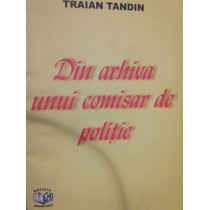 TRAIAN TANDIN
Din arhiva
unui comisar de
poliție